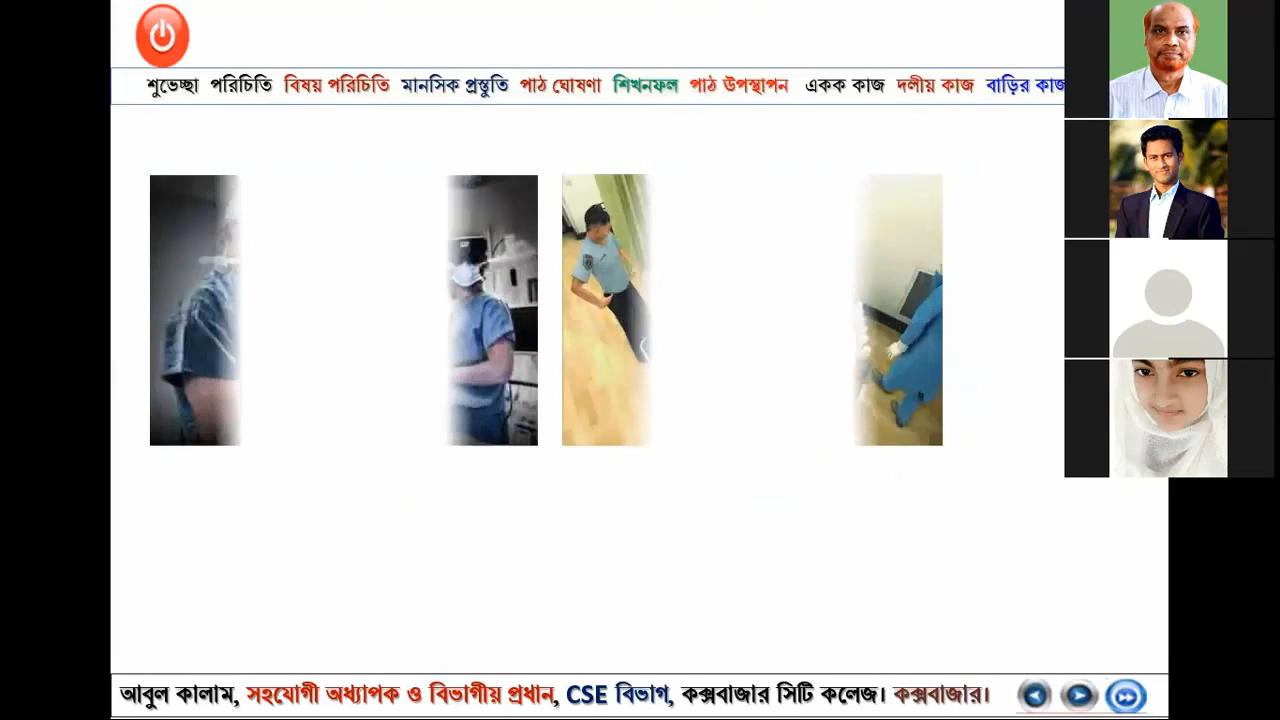 শুভেচ্ছা পরিচিতি বিষয় পরিচিতি মানসিক প্রস্তুতি পাঠ ঘোষণা শিখনফল পাঠ উপস্থাপন একক কাজ দলীয় কাজ বাড়ির কাজ
আবুল কালাম, সহযোগী অধ্যাপক ও বিভাগীয় প্রধান, CSE বিভাগ, কক্সবাজার সিটি কলেজ। কক্সবাজার।